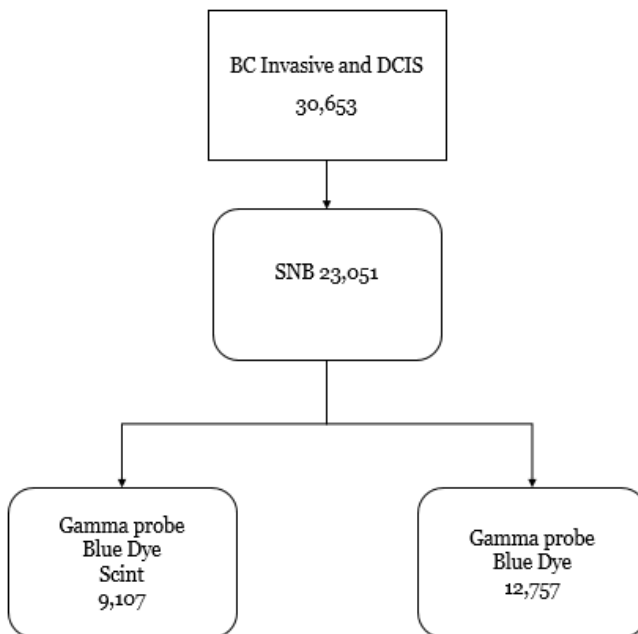 BC Invasive and DCIS
30,653
SNB 23,051
Gamma probe
Blue Dye
Scint
9,107
Gamma probe
Blue Dye
12,757